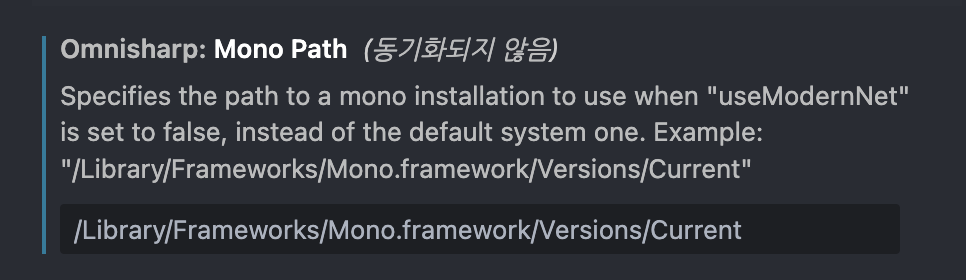 Omnisharp: Mono Path (동기화되지 않음)
Specifies the path to a mono installation to use when "useModernNet"
is set to false, instead of the default system one. Example:
"/Library/Frameworks/Mono.framework/Versions/Current"
/Library/Frameworks/Mono.framework/Versions/Current